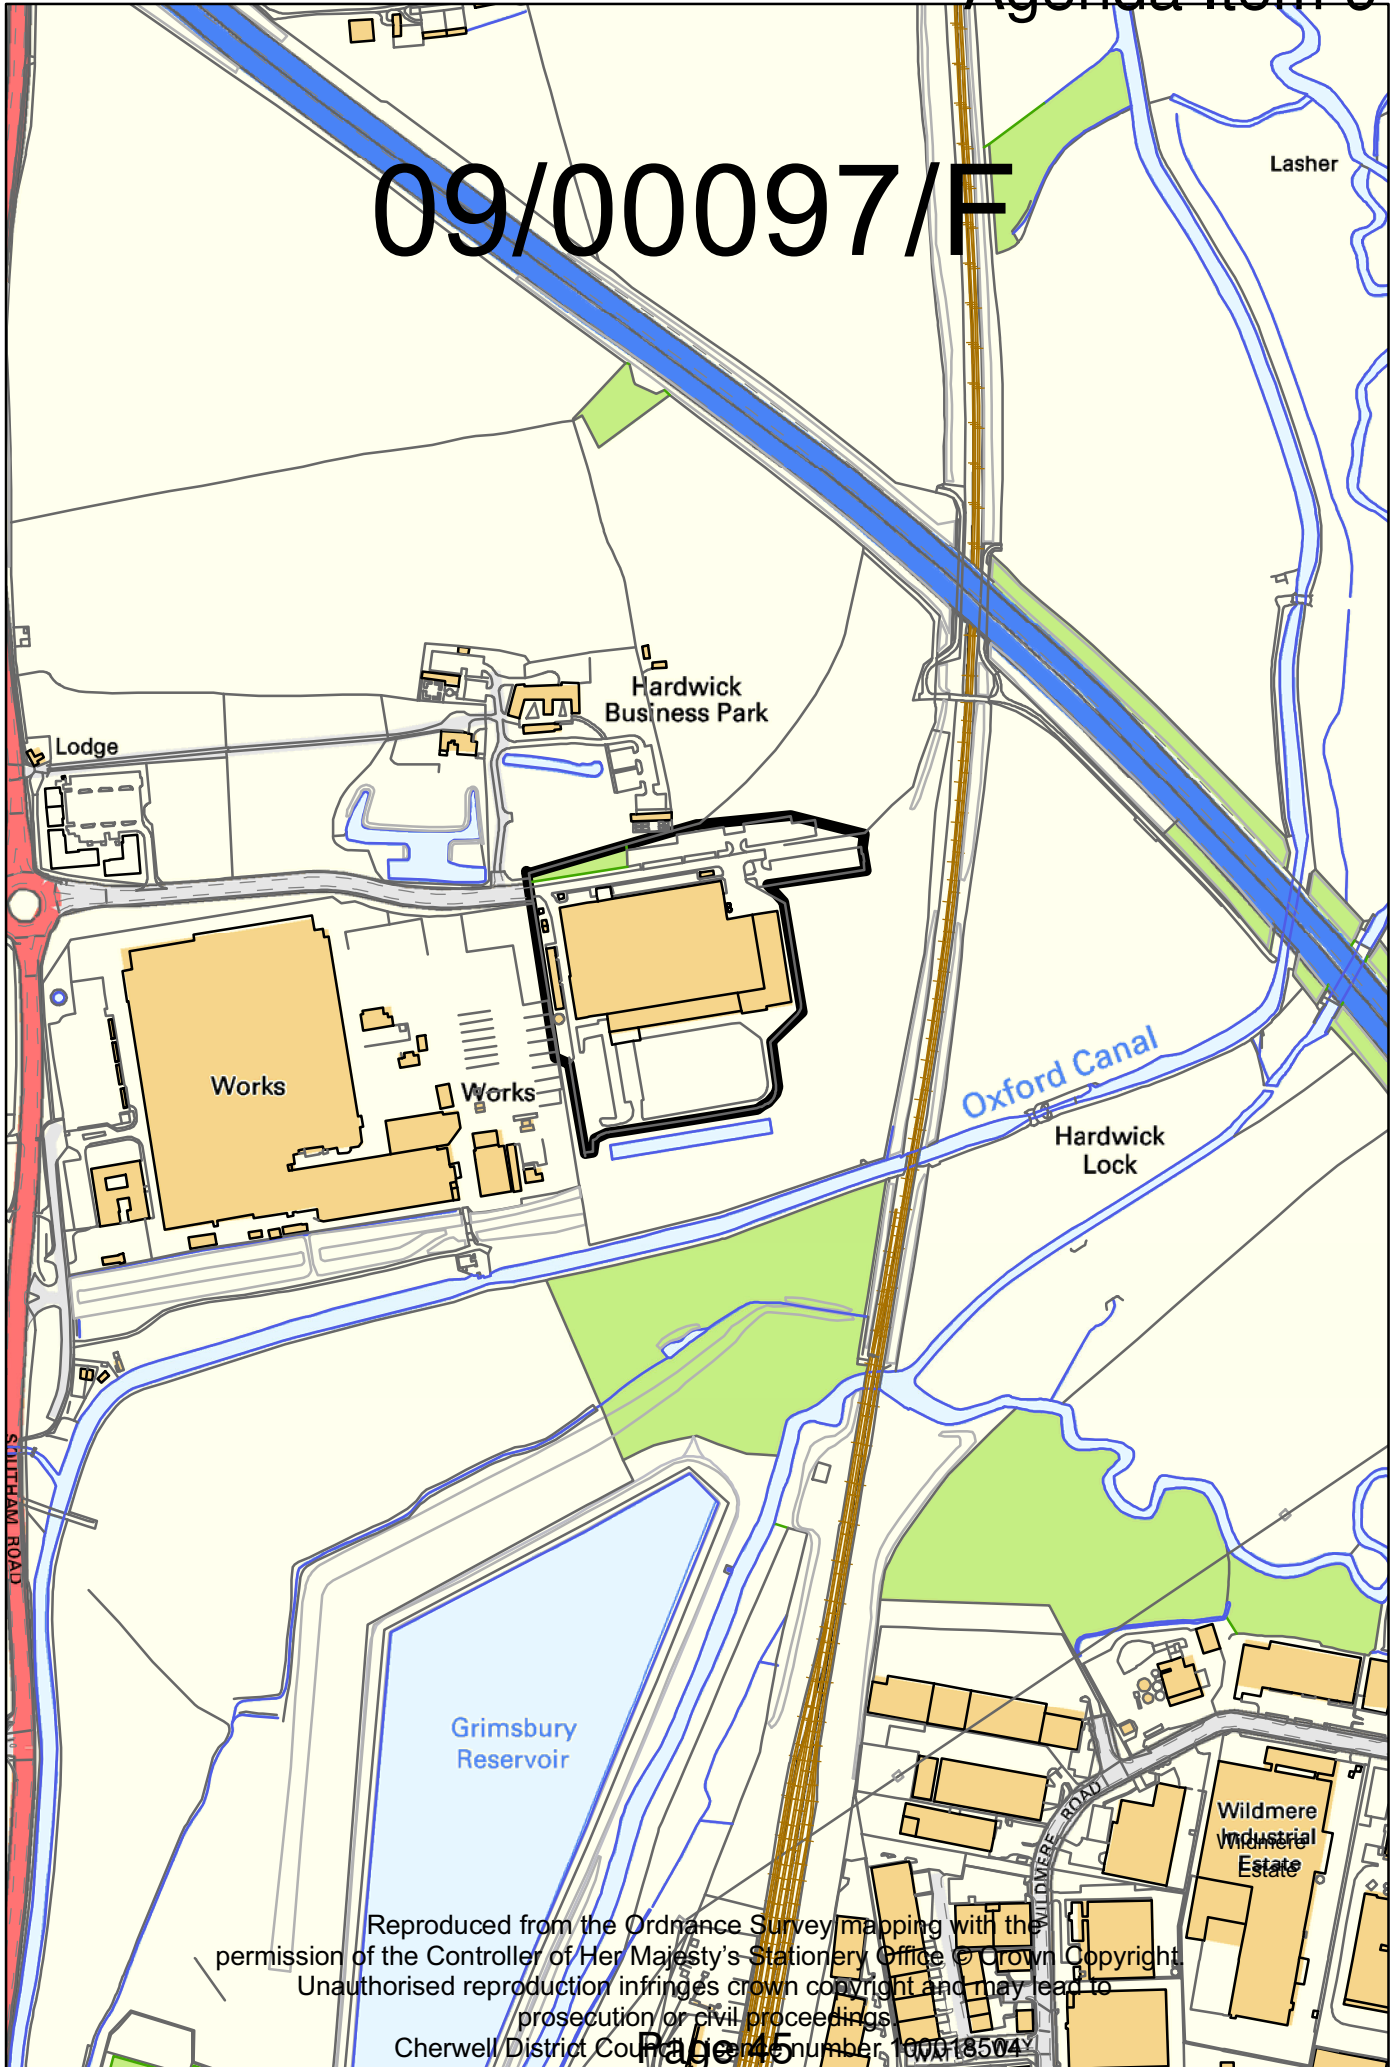 Agenda Item 6
09/00097/F
Lasher
Hardwick
Business Park
Lodge
Works
Works
Oxford Canal
Hardwick
Lock
SOUTHAM ROAD
Grimsbury
Reservoir
WILDMERE ROAD
Wildmere
Industrial
Estate
Wildmere
Estate
Reproduced from the Ordnance Survey mapping with the
permission of the Controller of Her Majesty's Stationery Office © Crown Copyright.
Unauthorised reproduction infringes crown copyright and may lead to
prosecution or civil proceedings.
Cherwell District Council Licence number 100018504
Page 45
WAY